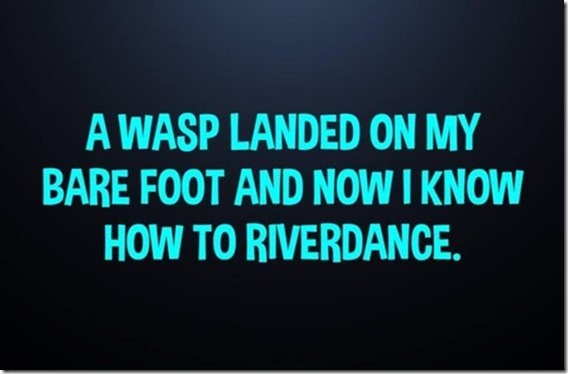 A WASP LANDED ON MY
BARE FOOT AND NOW I KNOW
HOW TO RIVERDANCE.